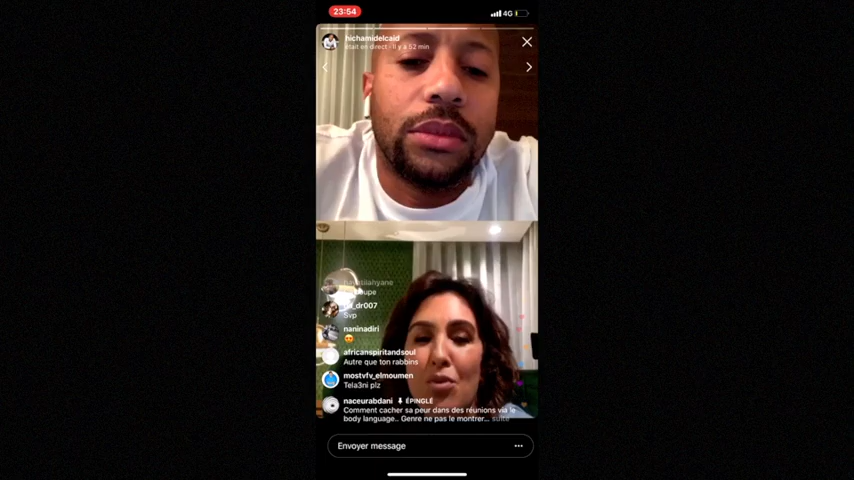 23:54
4G
hichamidelcaid
était en direct · Il y a 52 min
dr007
Svp
naninadiri
africanspiritandsoul
Autre que ton rabbins
mostvfv_elmoumen
Tela3ni plz
naceurabdani ÉPINGLÉ
Comment cacher sa peur dans des réunions via le
body language.. Genre ne pas le montrer... suite
Envoyer message